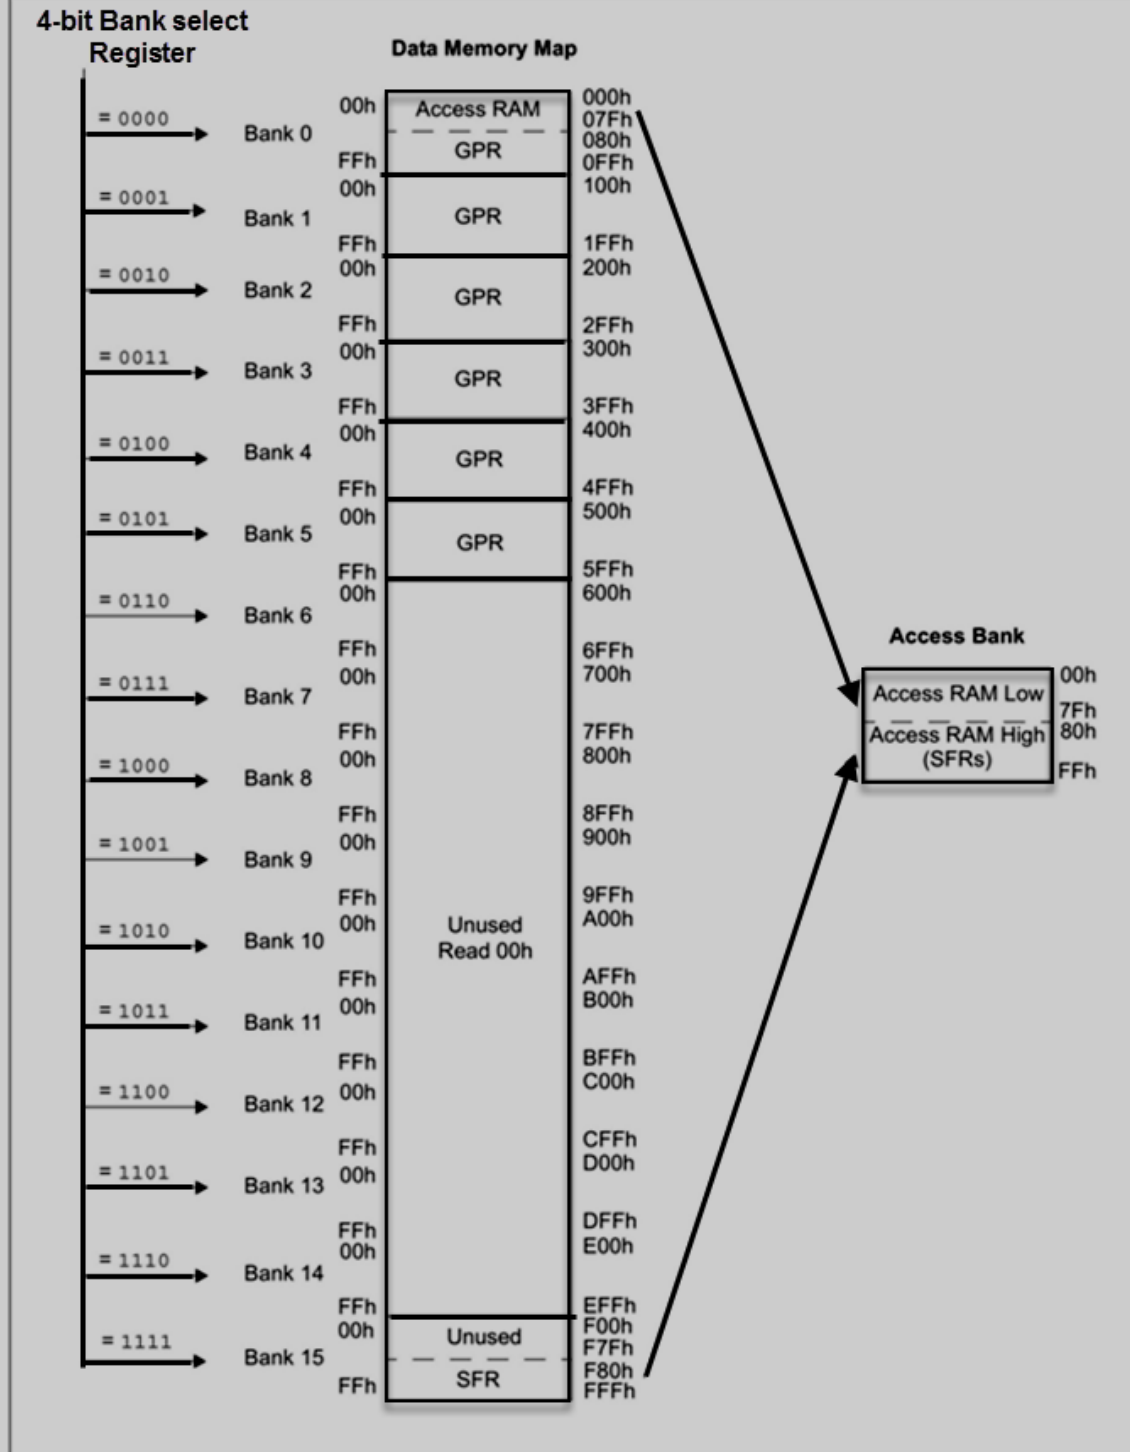 4-bit Bank select
Register
Data Memory Map
00h
Access RAM
000h
= 0000
Bank 0
07Fh
080h
GPR
FFh
0FFh
00h
100h
= 0001
Bank 1
GPR
FFh
1FFh
00h
200h
= 0010
Bank 2
GPR
FFh
2FFh
00h
300h
= 0011
Bank 3
GPR
FFh
3FFh
00h
400h
= 0100
Bank 4
GPR
FFh
4FFh
00h
500h
= 0101
Bank 5
GPR
FFh
5FFh
00h
600h
= 0110
Bank 6
FFh
6FFh
00h
700h
= 0111
Bank 7
FFh
7FFh
00h
800h
= 1000
Bank 8
FFh
8FFh
00h
900h
= 1001
Bank 9
FFh
9FFh
00h
A00h
= 1010
Bank 10
Unused
Read 00h
FFh
AFFh
00h
B00h
= 1011
Bank 11
FFh
BFFh
00h
C00h
= 1100
Bank 12
FFh
CFFh
00h
D00h
= 1101
Bank 13
FFh
DFFh
00h
E00h
= 1110
Bank 14
FFh
EFFh
00h
F00h
= 1111
Bank 15
Unused
F7Fh
F80h
SFR
FFh
FFFh
Access Bank
00h
Access RAM Low
7Fh
80h
Access RAM High
(SFRs)
FFh